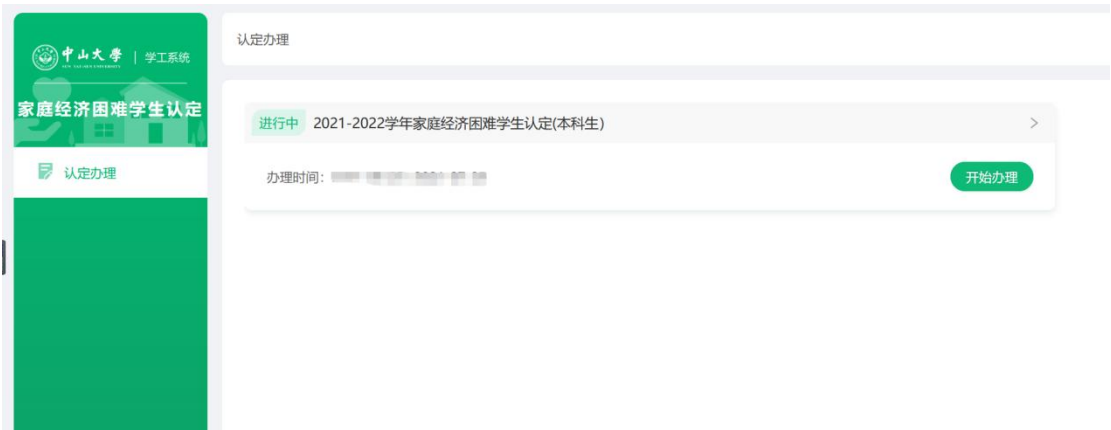 中山大学 | 学工系统
家庭经济困难学生认定
认定办理
认定办理
进行中 2021-2022学年家庭经济困难学生认定(本科生)
办理时间:
开始办理